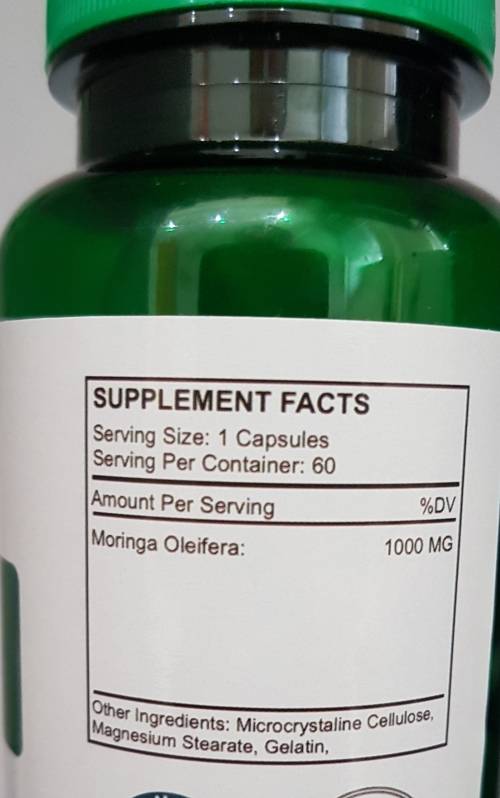 SUPPLEMENT FACTS
Serving Size: 1 Capsules
Serving Per Container: 60
Amount Per Serving %DV
Moringa Oleifera: 1000 MG
Other Ingredients: Microcrystaline Cellulose,
Magnesium Stearate, Gelatin,